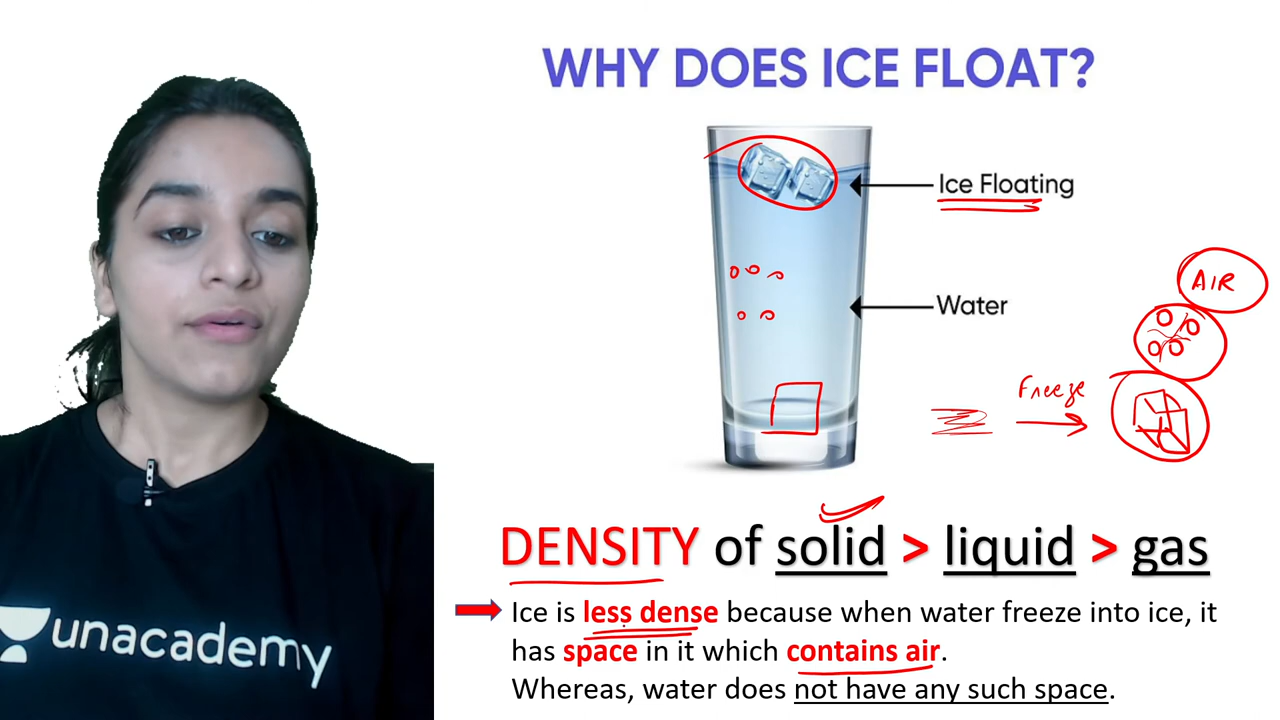 WHY DOES ICE FLOAT?
Ice Floating
AIR
Water
Freeze
DENSITY of solid > liquid > gas
Ice is less dense because when water freeze into ice, it
has space in it which contains air.
Whereas, water does not have any such space.
unacademy